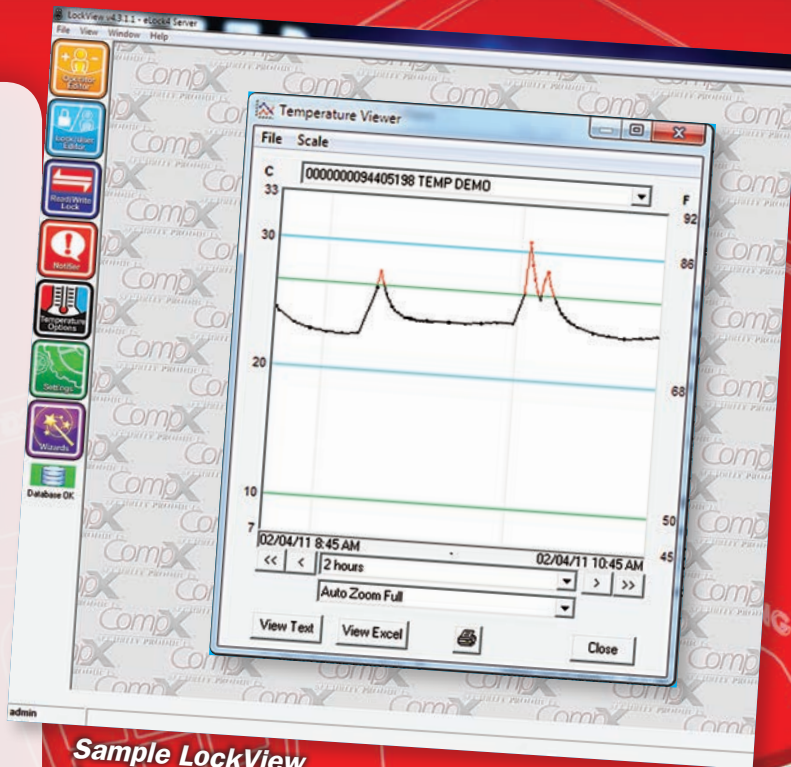 LockView v4.3.1.1 - eLock4 Server
File View Window Help
Operator
Editor
Lock/User
Editor
Read/Write
Lock
Notifier
Temperature
Options
Settings
Wizards
Database OK
admin
CompX
SECURITY PRODUCTS
Temperature Viewer
File Scale
C
0000000094405198 TEMP DEMO
F
33
92
30
86
20
68
10
50
7
45
02/04/11 8:45 AM
02/04/11 10:45 AM
<< < 2 hours > >>
Auto Zoom Full
View Text View Excel Close
Sample LockView